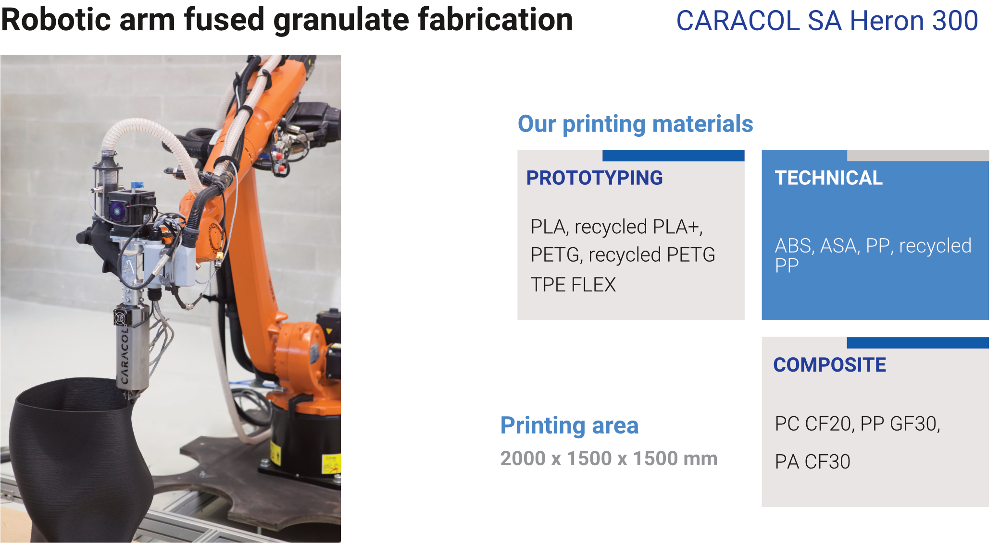 Robotic arm fused granulate fabrication
CARACOL SA Heron 300
Our printing materials
PROTOTYPING
PLA, recycled PLA+,
PETG, recycled PETG
TPE FLEX
TECHNICAL
ABS, ASA, PP, recycled
PP
COMPOSITE
PC CF20, PP GF30,
PA CF30
Printing area
2000 x 1500 x 1500 mm
CARACOL